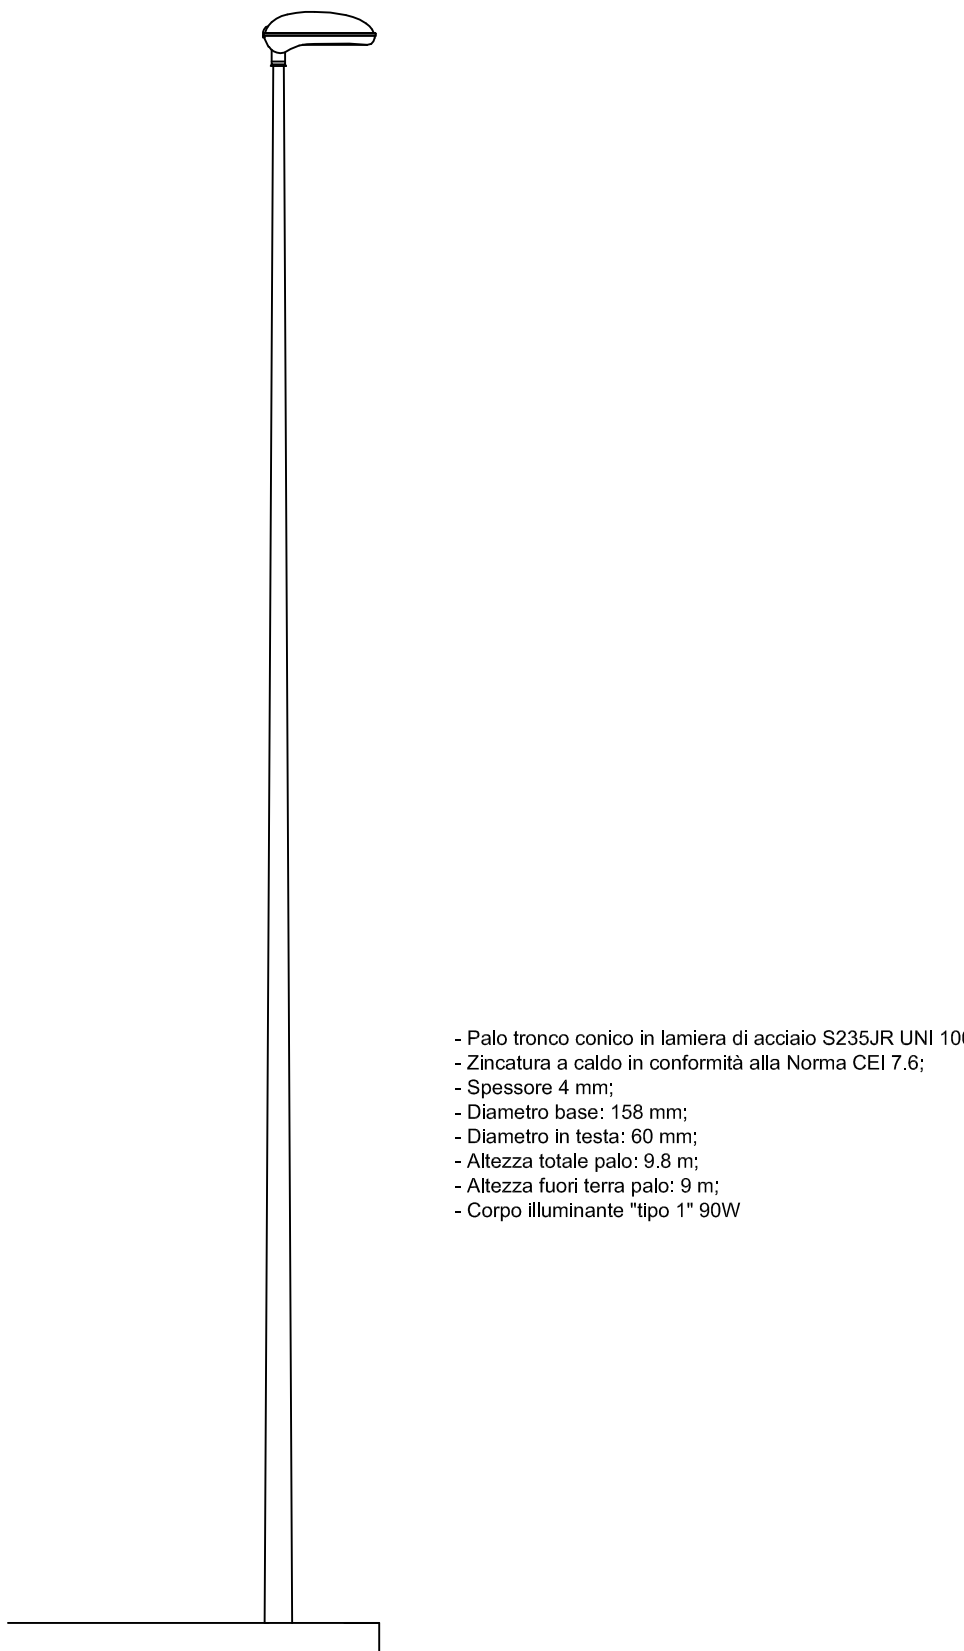 - Palo tronco conico in lamiera di acciaio S235JR UNI
- Zincatura a caldo in conformità alla Norma CEI 7.6;
- Spessore 4 mm;
- Diametro base: 158 mm;
- Diametro in testa: 60 mm;
- Altezza totale palo: 9.8 m;
- Altezza fuori terra palo: 9 m;
- Corpo illuminante "tipo 1" 90W